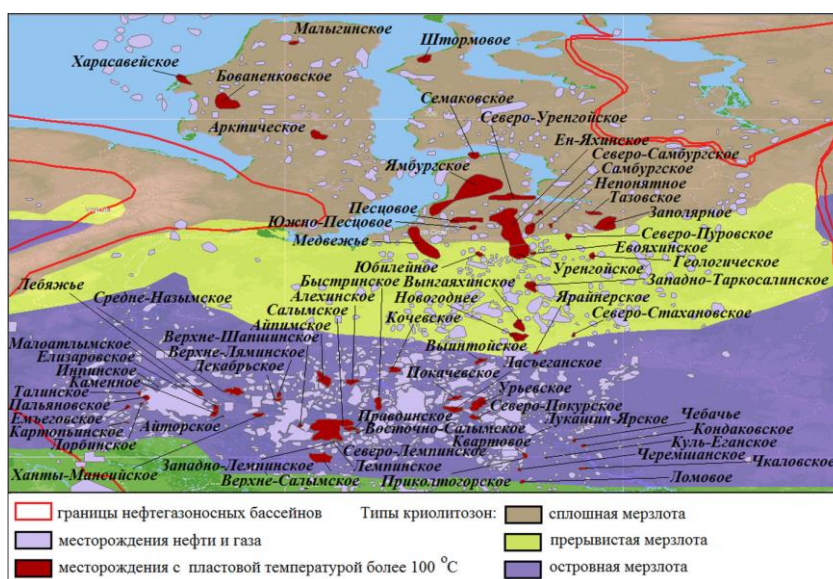 Малыгинское
Штормовое
Харасавейское
Бованенковское
Семаковское
Северо-Уренгойское
Арктическое
Ен-Яхинское
Северо-Самбургское
Ямбургское
Самбургское
Непонятное
Песцовое
Тазовское
Южно-Песцовое
Заполярное
Медвежье
Северо-Пуровское
Евояхинское
Юбилейное
Уренгойское
Геологическое
Лебяжье
Быстринское
Вынгаяхинское
Западно-Таркосалинское
Средне-Назымское
Алехинское
Новогоднее
Ярайнерское
Салымское
Кочевское
Северо-Стахановское
Малоатлымское
Верхне-Шапшинское
Айпимское
Выинтойское
Елизаровское
Верхне-Ляминское
Ласьеганское
Ингинское
Декабрьское
Покачевское
Каменное
Урьевское
Талинское
Северо-Покурское
Пальяновское
Правдинское
Лукашин-Ярское
Чебачье
Емъеговское
Айторское
Восточно-Салымское
Кондаковское
Картопьинское
Квартовое
Куль-Еганское
Лорбинское
Северо-Лемпинское
Черемшанское
Ханты-Мансийское
Западно-Лемпинское
Лемпинское
Чкаловское
Верхне-Салымское
Приколтогорское
Ломовое
границы нефтегазоносных бассейнов
Типы криолитозон:
сплошная мерзлота
месторождения нефти и газа
прерывистая мерзлота
месторождения с пластовой температурой более 100 °С
островная мерзлота